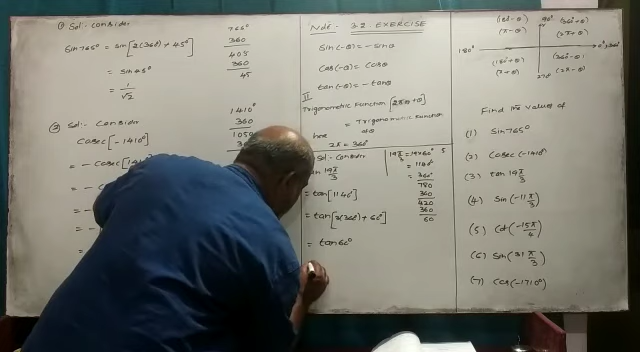 ① Sol:- Consider
Sin 765° = Sin [2(360°) + 45°]
= Sin 45°
= 1/√2
765°
360
405
360
45
② Sol:- Consider
Cosec [-1410°]
= - Cosec [14
= -
= -
= -
=
1410°
360
1050
Note:- 3.2 EXERCISE
Sin(-θ) = -Sinθ
Cos(-θ) = Cosθ
tan(-θ) = -tanθ
II
Trigonometric Function [2πθ + θ]
= Trigonometric Function
of θ
here
2π = 360°
Sol:- Consider
tan 19π/3
= tan[1140°]
= tan[3(360°) + 60°]
= tan 60°
19π/3 = 19×60°
= 1140°
= 360°
780
360
420
360
60
(180°-θ)
(π-θ)
90°
(360°+θ)
(2π+θ)
180°
0°, 360°
(180°+θ)
(π+θ)
270°
(360°-θ)
(2π-θ)
Find the values of
(1) Sin 765°
(2) Cosec (-1410°
(3) tan 19π/3
(4) Sin (-11π/3)
(5) Cot (-15π/4)
(6) Sin (31π/3)
(7) Cos (-1710°)